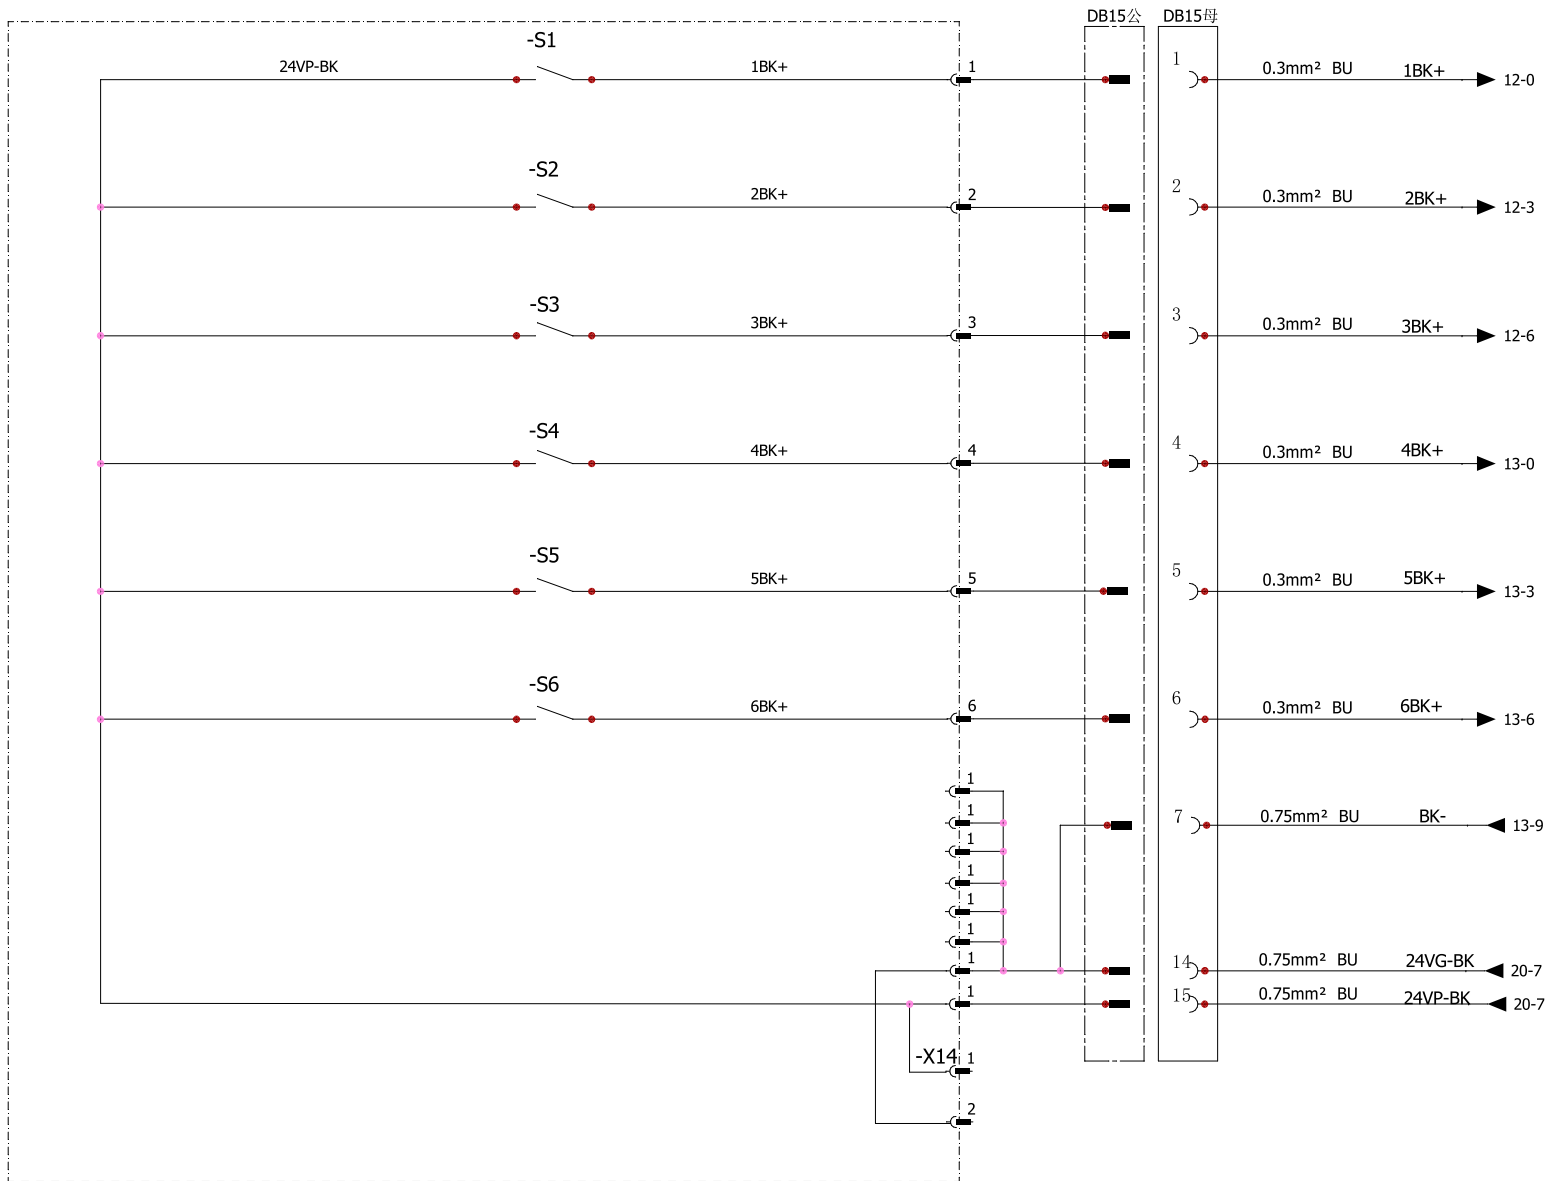 DB15公 DB15母
-S1
24VP-BK 1BK+ 1 1 0.3mm² BU 1BK+ 12-0
-S2
2BK+ 2 2 0.3mm² BU 2BK+ 12-3
-S3
3BK+ 3 3 0.3mm² BU 3BK+ 12-6
-S4
4BK+ 4 4 0.3mm² BU 4BK+ 13-0
-S5
5BK+ 5 5 0.3mm² BU 5BK+ 13-3
-S6
6BK+ 6 6 0.3mm² BU 6BK+ 13-6
1
1 7 0.75mm² BU BK- 13-9
1
1
1
1
1 14 0.75mm² BU 24VG-BK 20-7
1 15 0.75mm² BU 24VP-BK 20-7
-X14 1
2